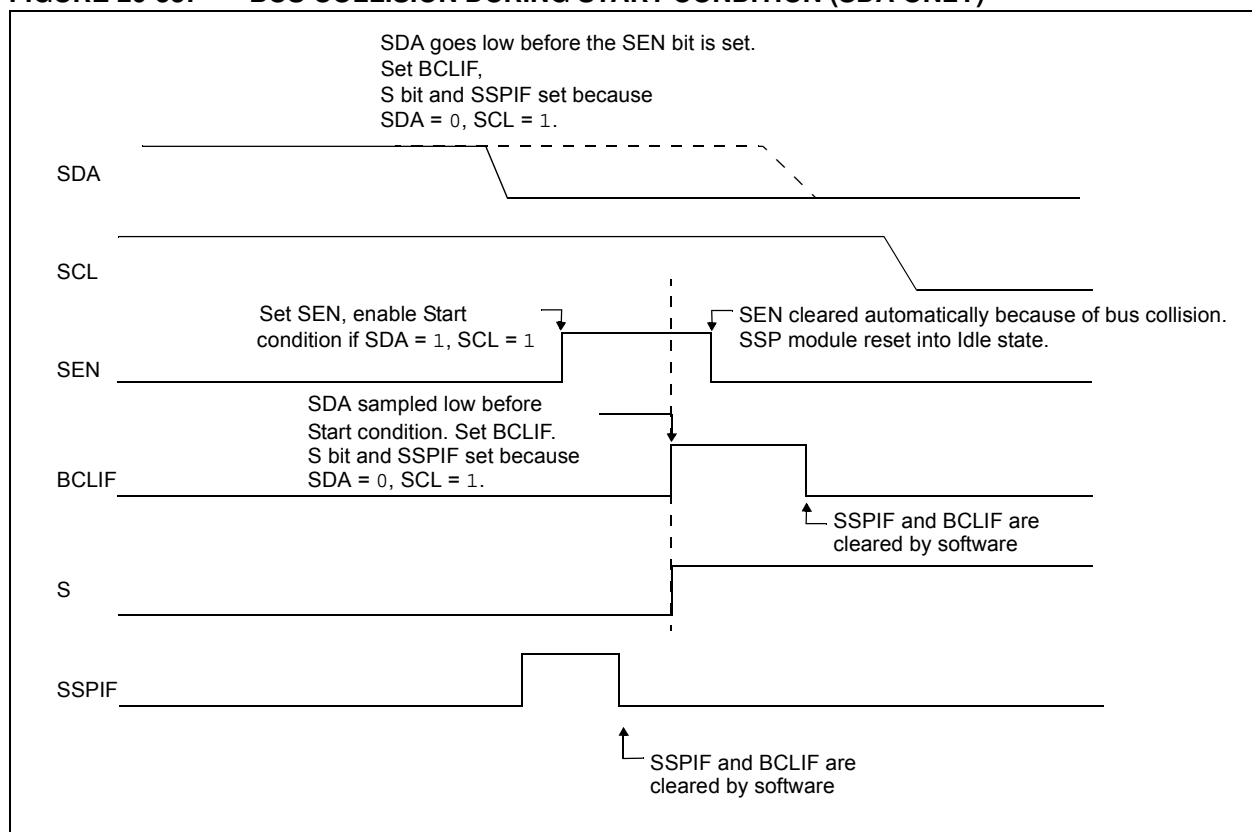 SDA goes low before the SEN bit is set.
Set BCLIF,
S bit and SSPIF set because
SDA = 0, SCL = 1.
SDA
SCL
Set SEN, enable Start
condition if SDA = 1, SCL = 1
SEN cleared automatically because of bus collision.
SSP module reset into Idle state.
SEN
SDA sampled low before
Start condition. Set BCLIF.
S bit and SSPIF set because
SDA = 0, SCL = 1.
BCLIF
SSPIF and BCLIF are
cleared by software
S
SSPIF
SSPIF and BCLIF are
cleared by software